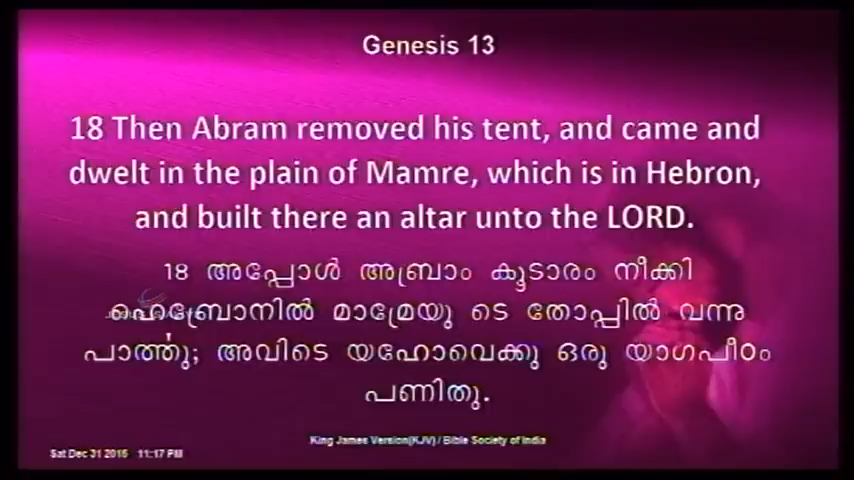 Genesis 13
18 Then Abram removed his tent, and came and
dwelt in the plain of Mamre, which is in Hebron,
and built there an altar unto the LORD.
18 അപ്പോൾ അബ്രാം കൂടാരം നീക്കി
ഹെബ്രോനിൽ മാമ്രേയു ടെ തോപ്പിൽ വന്നു
പാർത്തു; അവിടെ യഹോവെക്കു ഒരു യാഗപീഠം
പണിതു.
King James Version(KJV) / Bible Society of India
Sat Dec 31 2016 11:17 PM